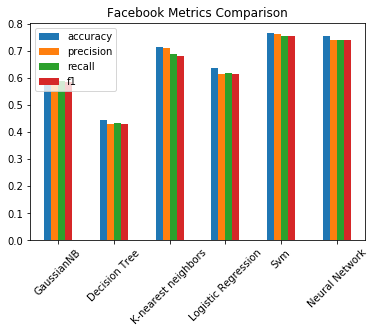 Facebook Metrics Comparison
accuracy
precision
recall
f1
0.8
0.7
0.6
0.5
0.4
0.3
0.2
0.1
0.0
GaussianNB
Decision Tree
K-nearest neighbors
Logistic Regression
Svm
Neural Network